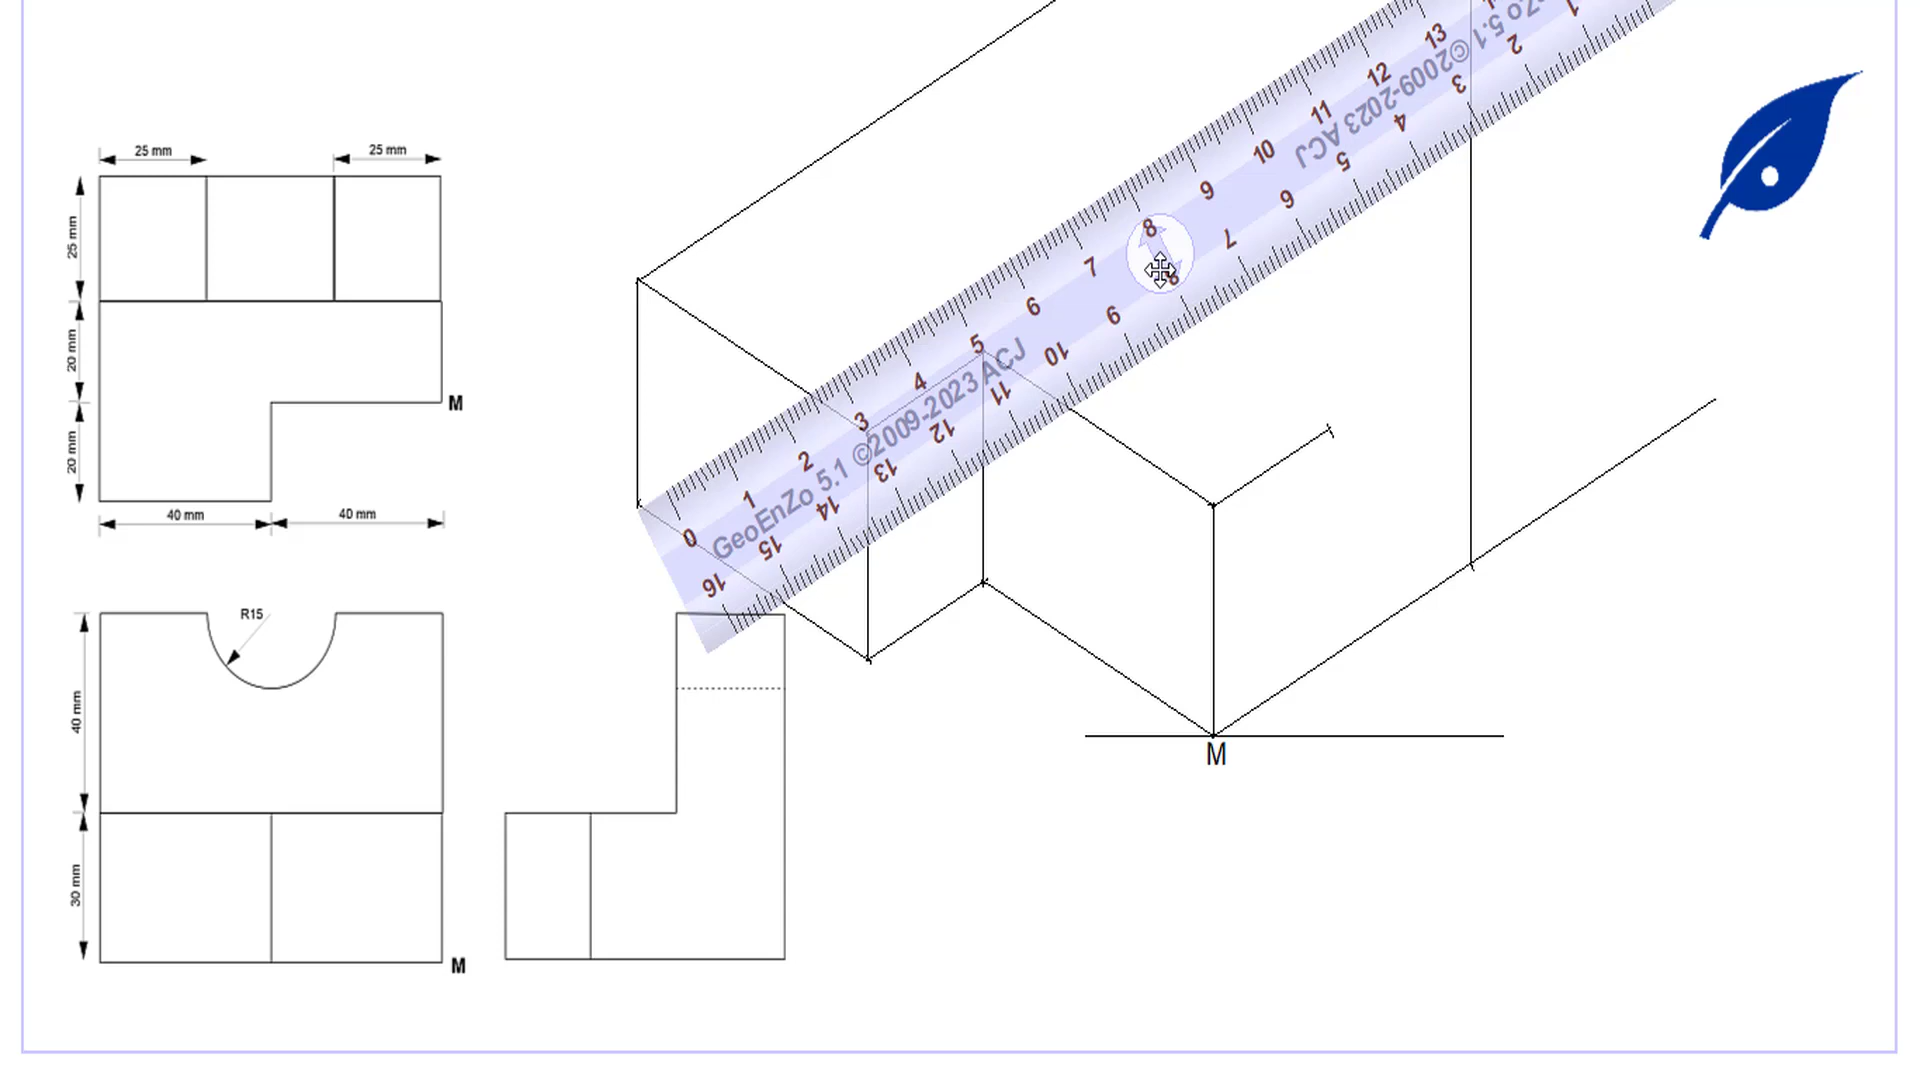 25 mm
25 mm
25 mm
20 mm
M
20 mm
40 mm
40 mm
R15
40 mm
30 mm
M
0 1 2 3 4 5 6 7 8 9 10 11 12 13
GeoEnZo 5.1 ©2009-2023 ACJ
16 15 14 13 12 11 10 9 8 7 6 5 4 3 2 1
nZo 5.1 ©2009-2023 ACJ
M